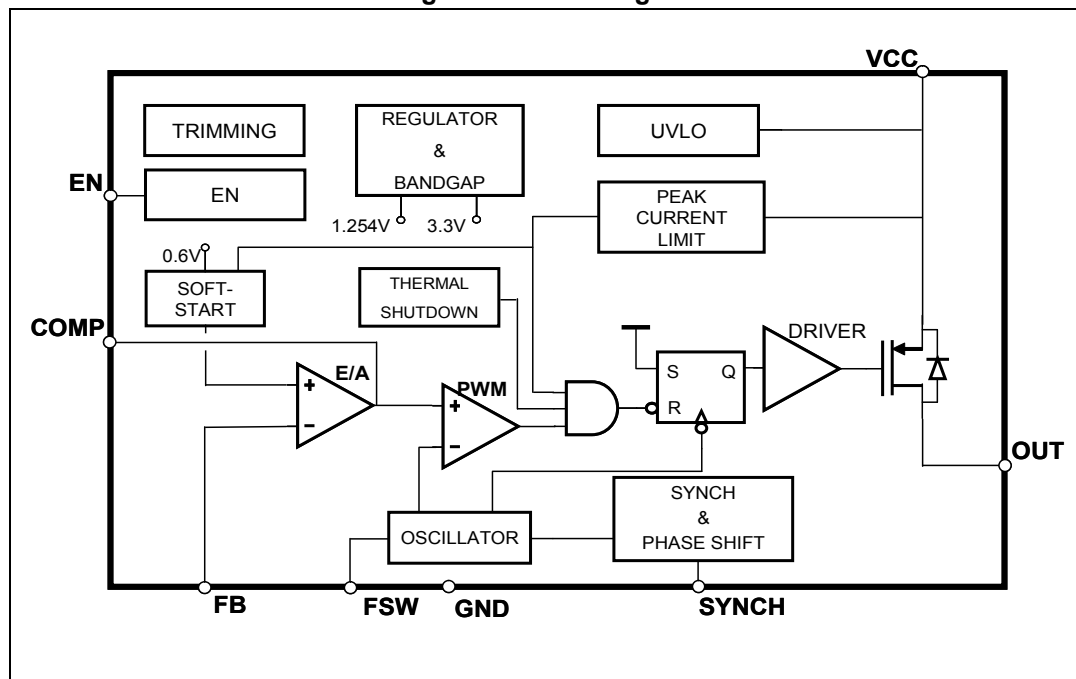 VCC
TRIMMING
REGULATOR
&
BANDGAP
UVLO
EN
EN
PEAK
CURRENT
LIMIT
1.254V
3.3V
0.6V
SOFT-
START
THERMAL
SHUTDOWN
COMP
DRIVER
E/A
+
−
PWM
+
−
S
Q
R
OUT
OSCILLATOR
SYNCH
&
PHASE SHIFT
FB
FSW
GND
SYNCH